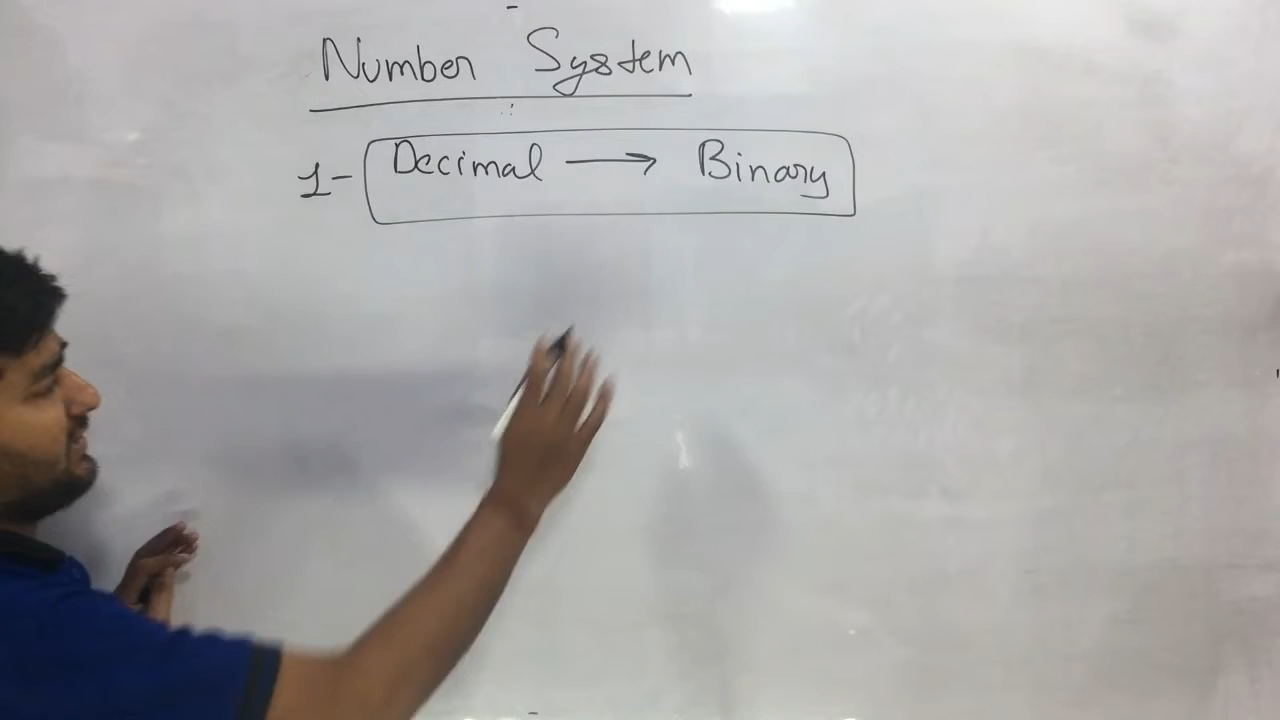 Number System
1- Decimal → Binary